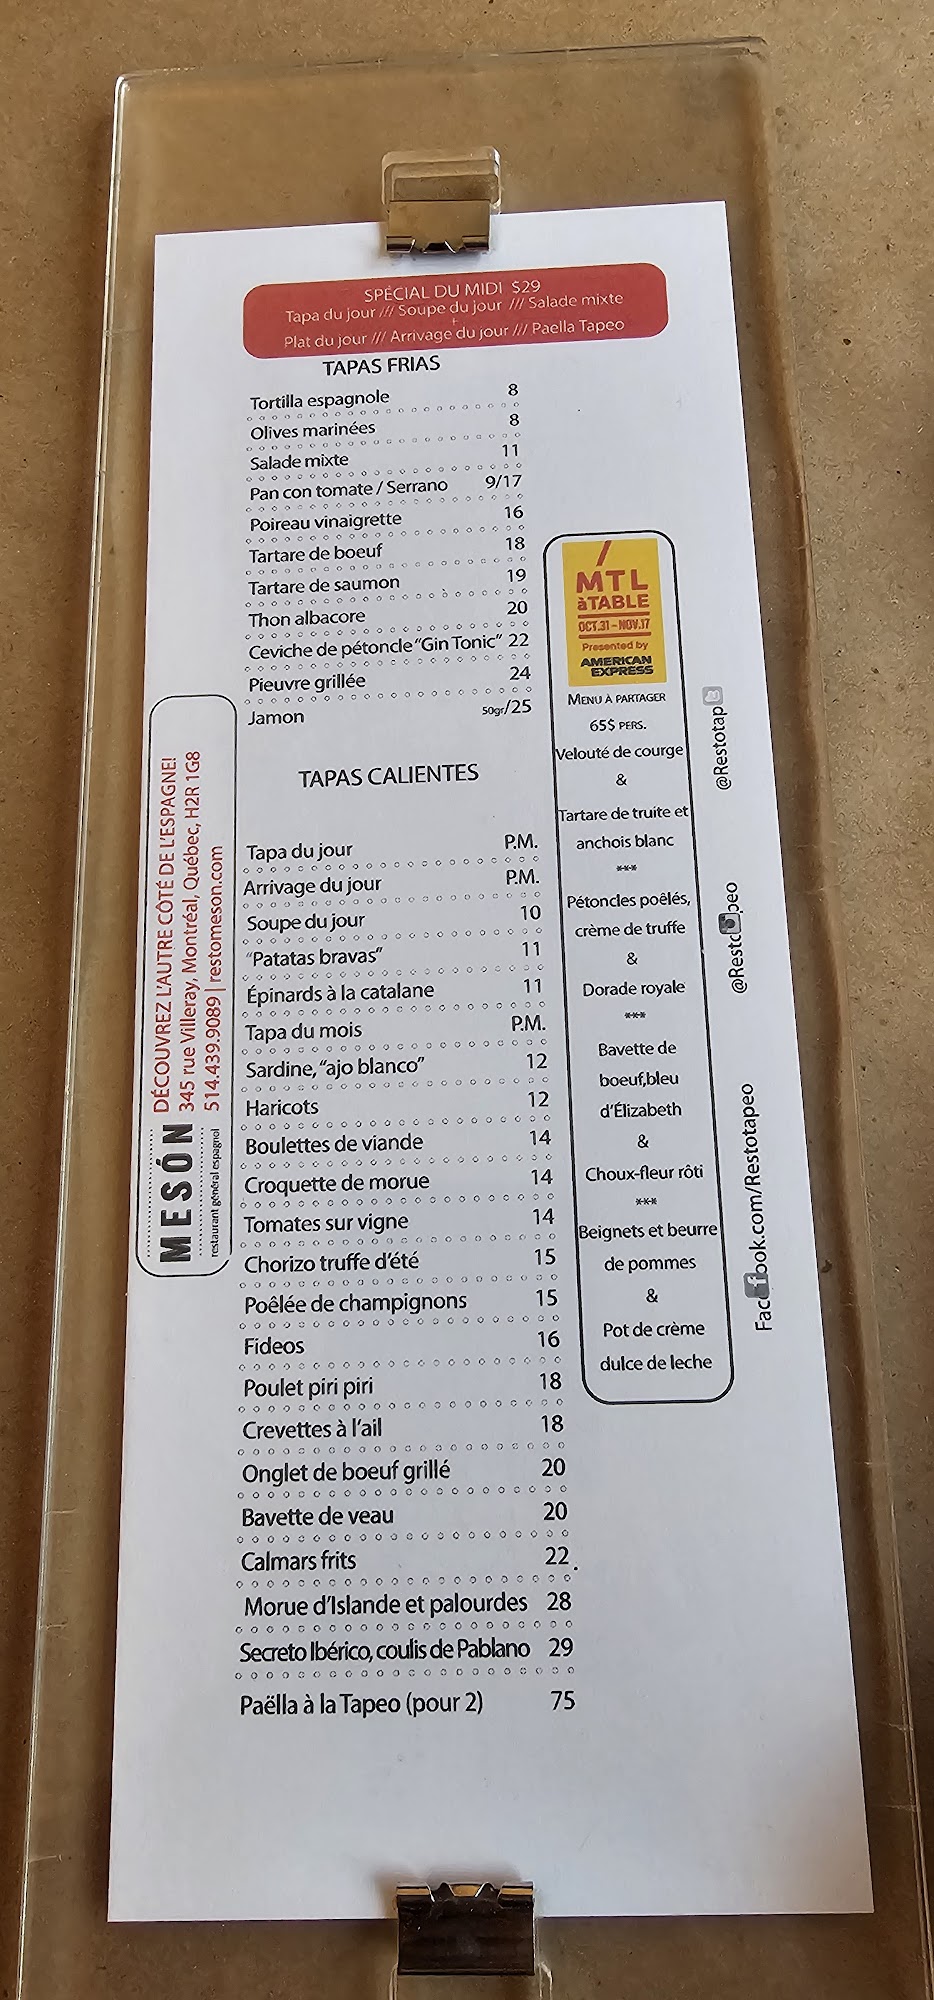 SPÉCIAL DU MIDI $29
Tapa du jour /// Soupe du jour /// Salade mixte
+
Plat du jour /// Arrivage du jour /// Paella Tapeo
TAPAS FRIAS
Tortilla espagnole 8
Olives marinées 8
Salade mixte 11
Pan con tomate / Serrano 9/17
Poireau vinaigrette 16
Tartare de boeuf 18
Tartare de saumon 19
Thon albacore 20
Ceviche de pétoncle “Gin Tonic” 22
Pieuvre grillée 24
Jamon 50gr/25
TAPAS CALIENTES
Tapa du jour P.M.
Arrivage du jour P.M.
Soupe du jour 10
“Patatas bravas” 11
Épinards à la catalane 11
Tapa du mois P.M.
Sardine, “ajo blanco” 12
Haricots 12
Boulettes de viande 14
Croquette de morue 14
Tomates sur vigne 14
Chorizo truffe d’été 15
Poêlée de champignons 15
Fideos 16
Poulet piri piri 18
Crevettes à l’ail 18
Onglet de boeuf grillé 20
Bavette de veau 20
Calmars frits 22
Morue d’Islande et palourdes 28
Secreto Ibérico, coulis de Pablano 29
Paëlla à la Tapeo (pour 2) 75
MTL
àTABLE
OCT.31 - NOV.17
Presented by
AMERICAN
EXPRESS
MENU À PARTAGER
65$ PERS.
Velouté de courge
&
Tartare de truite et
anchois blanc
***
Pétoncles poêlés,
crème de truffe
&
Dorade royale
***
Bavette de
boeuf,bleu
d’Élizabeth
&
Choux-fleur rôti
***
Beignets et beurre
de pommes
&
Pot de crème
dulce de leche
MESÓN
restaurant général espagnol
DÉCOUVREZ L’AUTRE CÔTÉ DE L’ESPAGNE!
345 rue Villeray, Montréal, Québec, H2R 1G8
514.439.9089 | restomeson.com
Facebook.com/Restotapeo
@Restotapeo
@Restotap